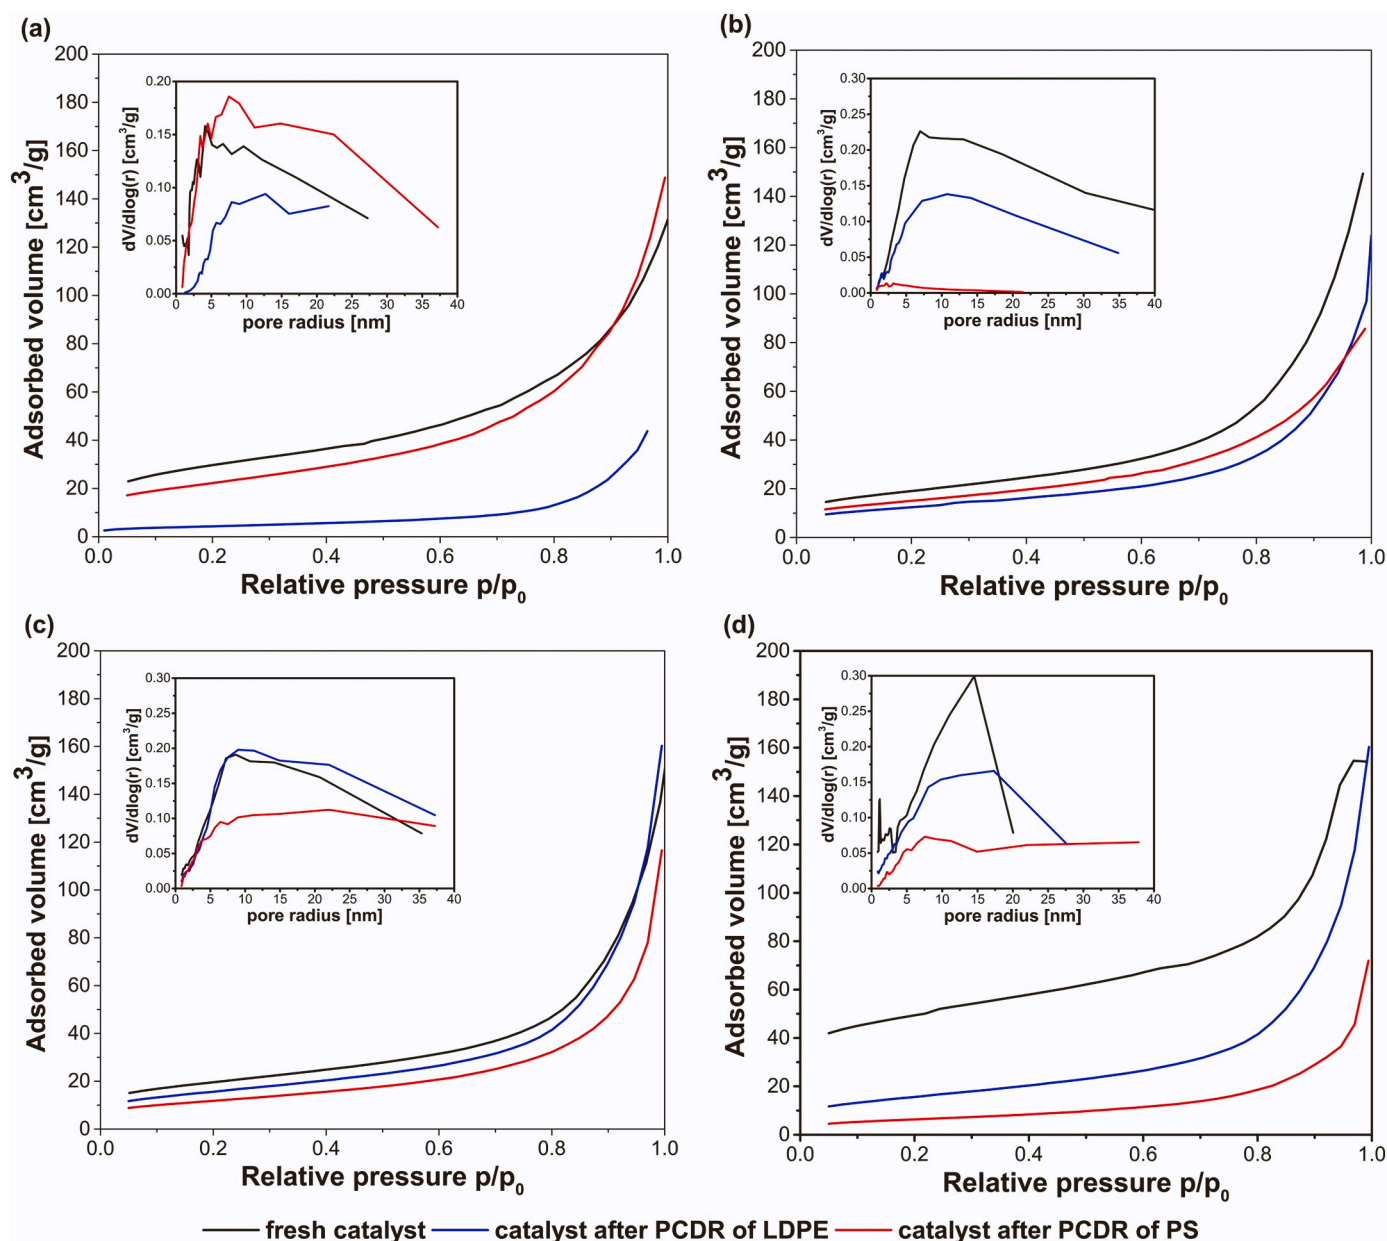 (a)
200
180
160
140
120
100
80
60
40
20
0
Adsorbed volume [cm³/g]
0.0 0.2 0.4 0.6 0.8 1.0
Relative pressure p/p₀
0.20
0.15
0.10
0.05
0.00
dV/dlog(r) [cm³/g]
0 5 10 15 20 25 30 35 40
pore radius [nm]
(b)
200
180
160
140
120
100
80
60
40
20
0
Adsorbed volume [cm³/g]
0.0 0.2 0.4 0.6 0.8 1.0
Relative pressure p/p₀
0.30
0.25
0.20
0.15
0.10
0.05
0.00
dV/dlog(r) [cm³/g]
0 5 10 15 20 25 30 35 40
pore radius [nm]
(c)
200
180
160
140
120
100
80
60
40
20
0
Adsorbed volume [cm³/g]
0.0 0.2 0.4 0.6 0.8 1.0
Relative pressure p/p₀
0.30
0.25
0.20
0.15
0.10
0.05
0.00
dV/dlog(r) [cm³/g]
0 5 10 15 20 25 30 35 40
pore radius [nm]
(d)
200
180
160
140
120
100
80
60
40
20
0
Adsorbed volume [cm³/g]
0.0 0.2 0.4 0.6 0.8 1.0
Relative pressure p/p₀
0.30
0.25
0.20
0.15
0.10
0.05
0.00
dV/dlog(r) [cm³/g]
0 5 10 15 20 25 30 35 40
pore radius [nm]
fresh catalyst catalyst after PCDR of LDPE catalyst after PCDR of PS